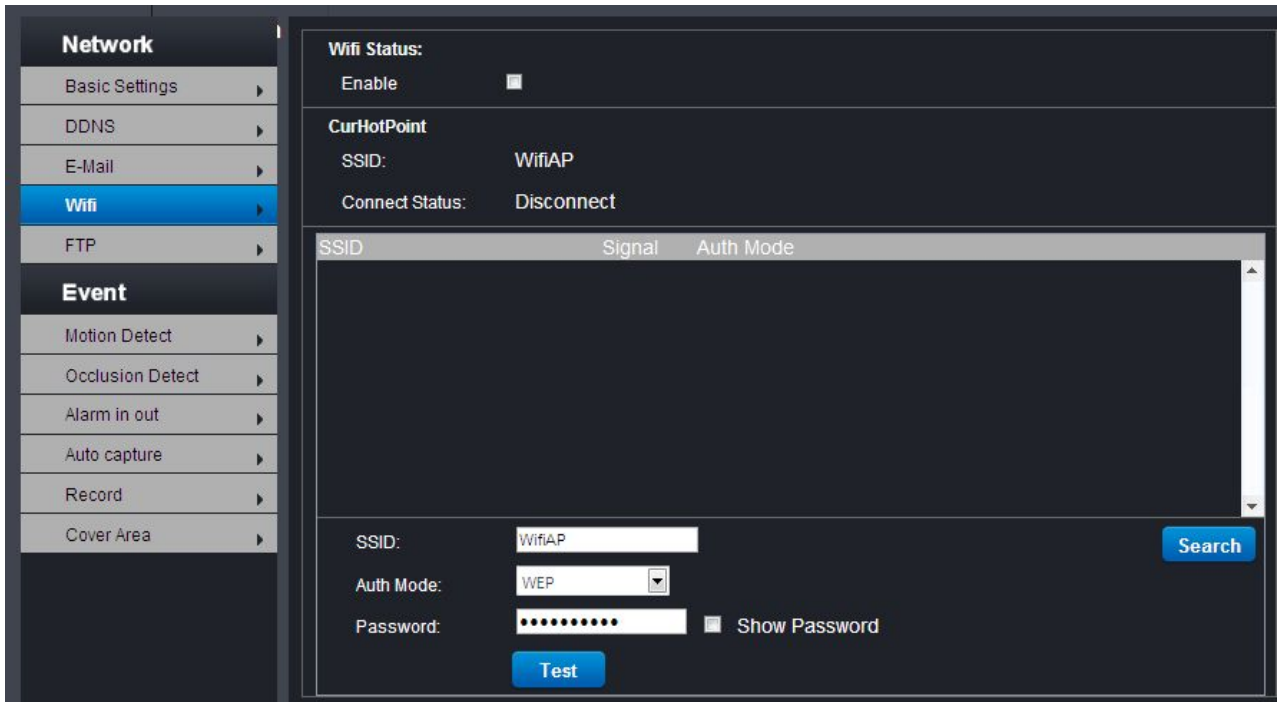 Network
Basic Settings
DDNS
E-Mail
Wifi
FTP
Event
Motion Detect
Occlusion Detect
Alarm in out
Auto capture
Record
Cover Area
Wifi Status:
Enable
CurHotPoint
SSID: WifiAP
Connect Status: Disconnect
SSID Signal Auth Mode
SSID: WifiAP
Search
Auth Mode: WEP
Password: •••••••••• Show Password
Test